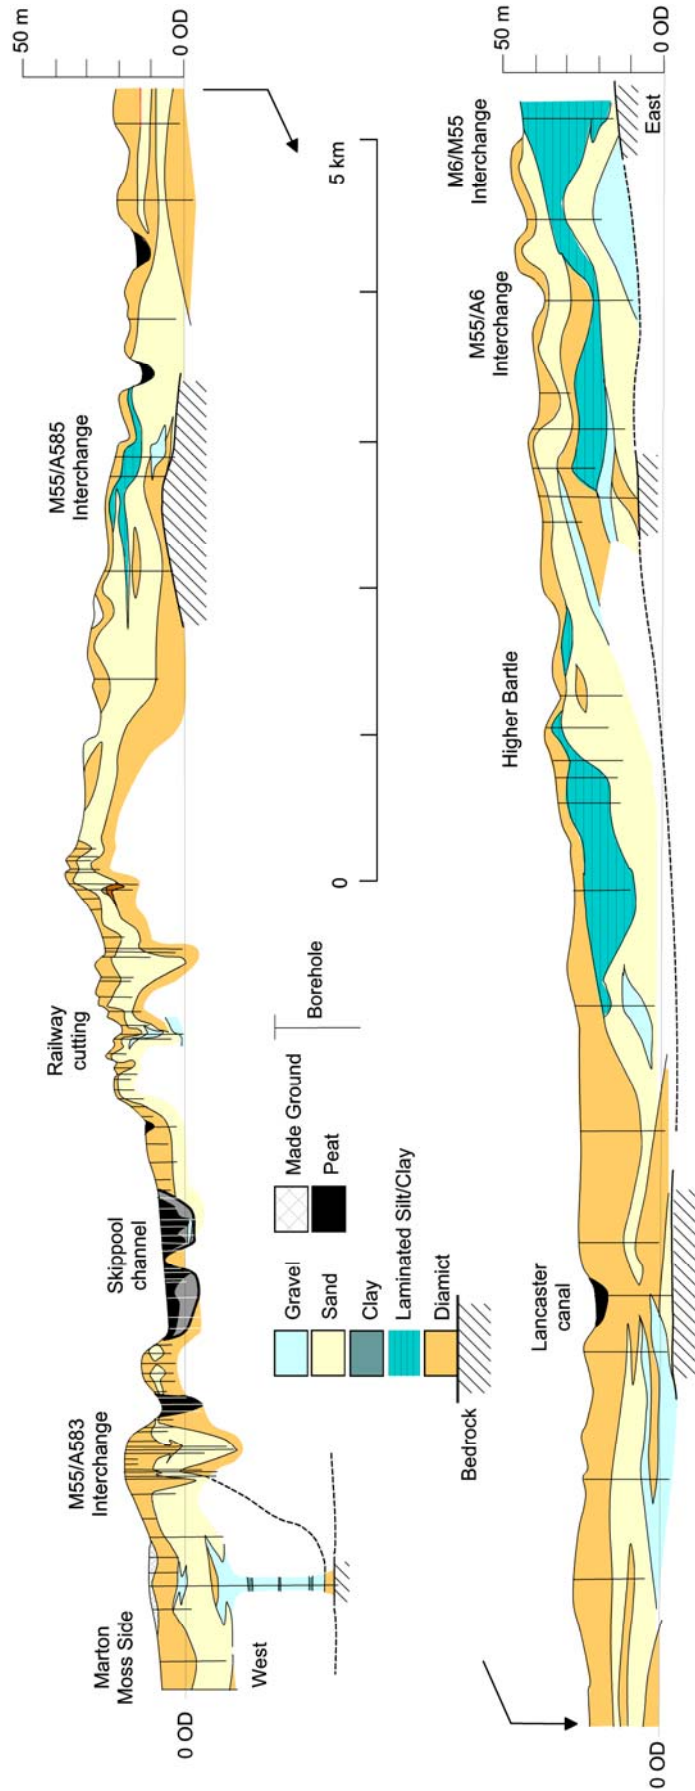 50 m
0 OD
Marton
Moss Side
M55/A583
Interchange
Skippool
channel
Railway
cutting
M55/A585
Interchange
0 OD
West
0
5 km
Gravel
Sand
Clay
Laminated Silt/Clay
Diamict
Bedrock
Made Ground
Peat
Borehole
50 m
0 OD
Lancaster
canal
Higher Bartle
M55/A6
Interchange
M6/M55
Interchange
East
0 OD